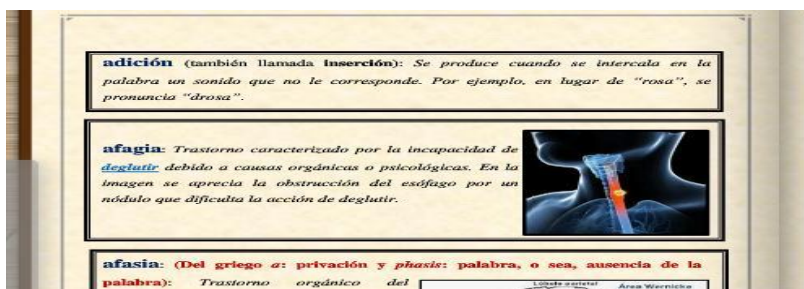 adición (también llamada inserción): Se produce cuando se intercala en la
palabra un sonido que no le corresponde. Por ejemplo, en lugar de "rosa", se
pronuncia "drosa".
afagia: Trastorno caracterizado por la incapacidad de
deglutir debido a causas orgánicas o psicológicas. En la
imagen se aprecia la obstrucción del esófago por un
nódulo que dificulta la acción de deglutir.
afasia: (Del griego a: privación y phasis: palabra, o sea, ausencia de la
palabra): Trastorno orgánico del
Lóbulo parietal
Área Wernicke